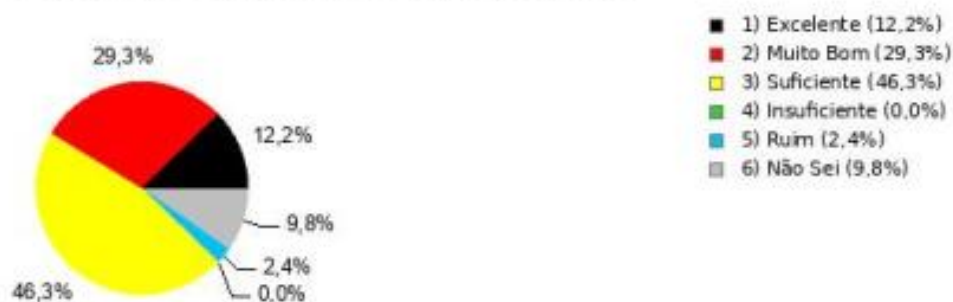 29,3%
12,2%
9,8%
2,4%
0,0%
46,3%
1) Excelente (12,2%)
2) Muito Bom (29,3%)
3) Suficiente (46,3%)
4) Insuficiente (0,0%)
5) Ruim (2,4%)
6) Não Sei (9,8%)